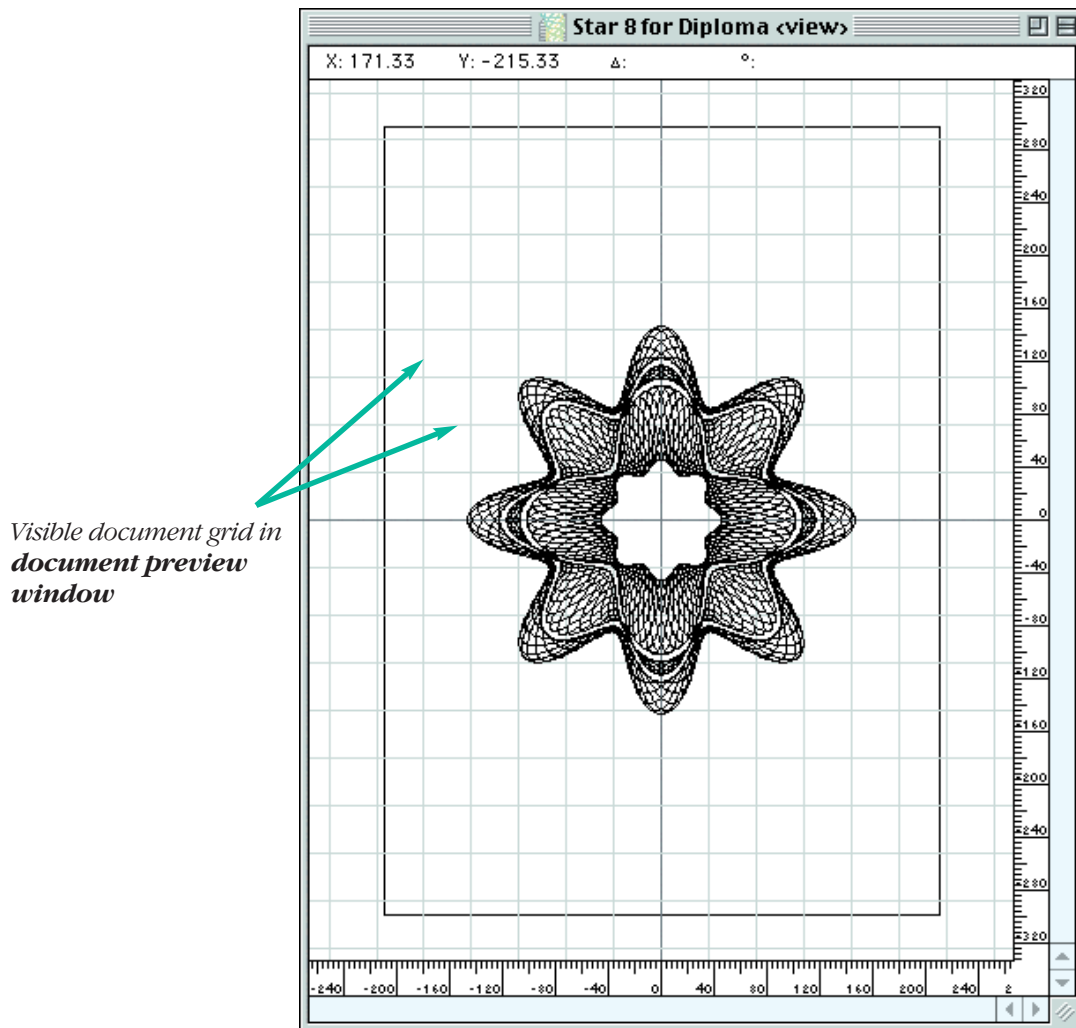 Star 8 for Diploma <view>
X: 171.33 Y: -215.33 Δ: °:
320
280
240
200
160
120
80
40
0
-40
-80
-120
-160
-200
-240
-280
-320
Visible document grid in
document preview
window
-240 -200 -160 -120 -80 -40 0 40 80 120 160 200 240 2